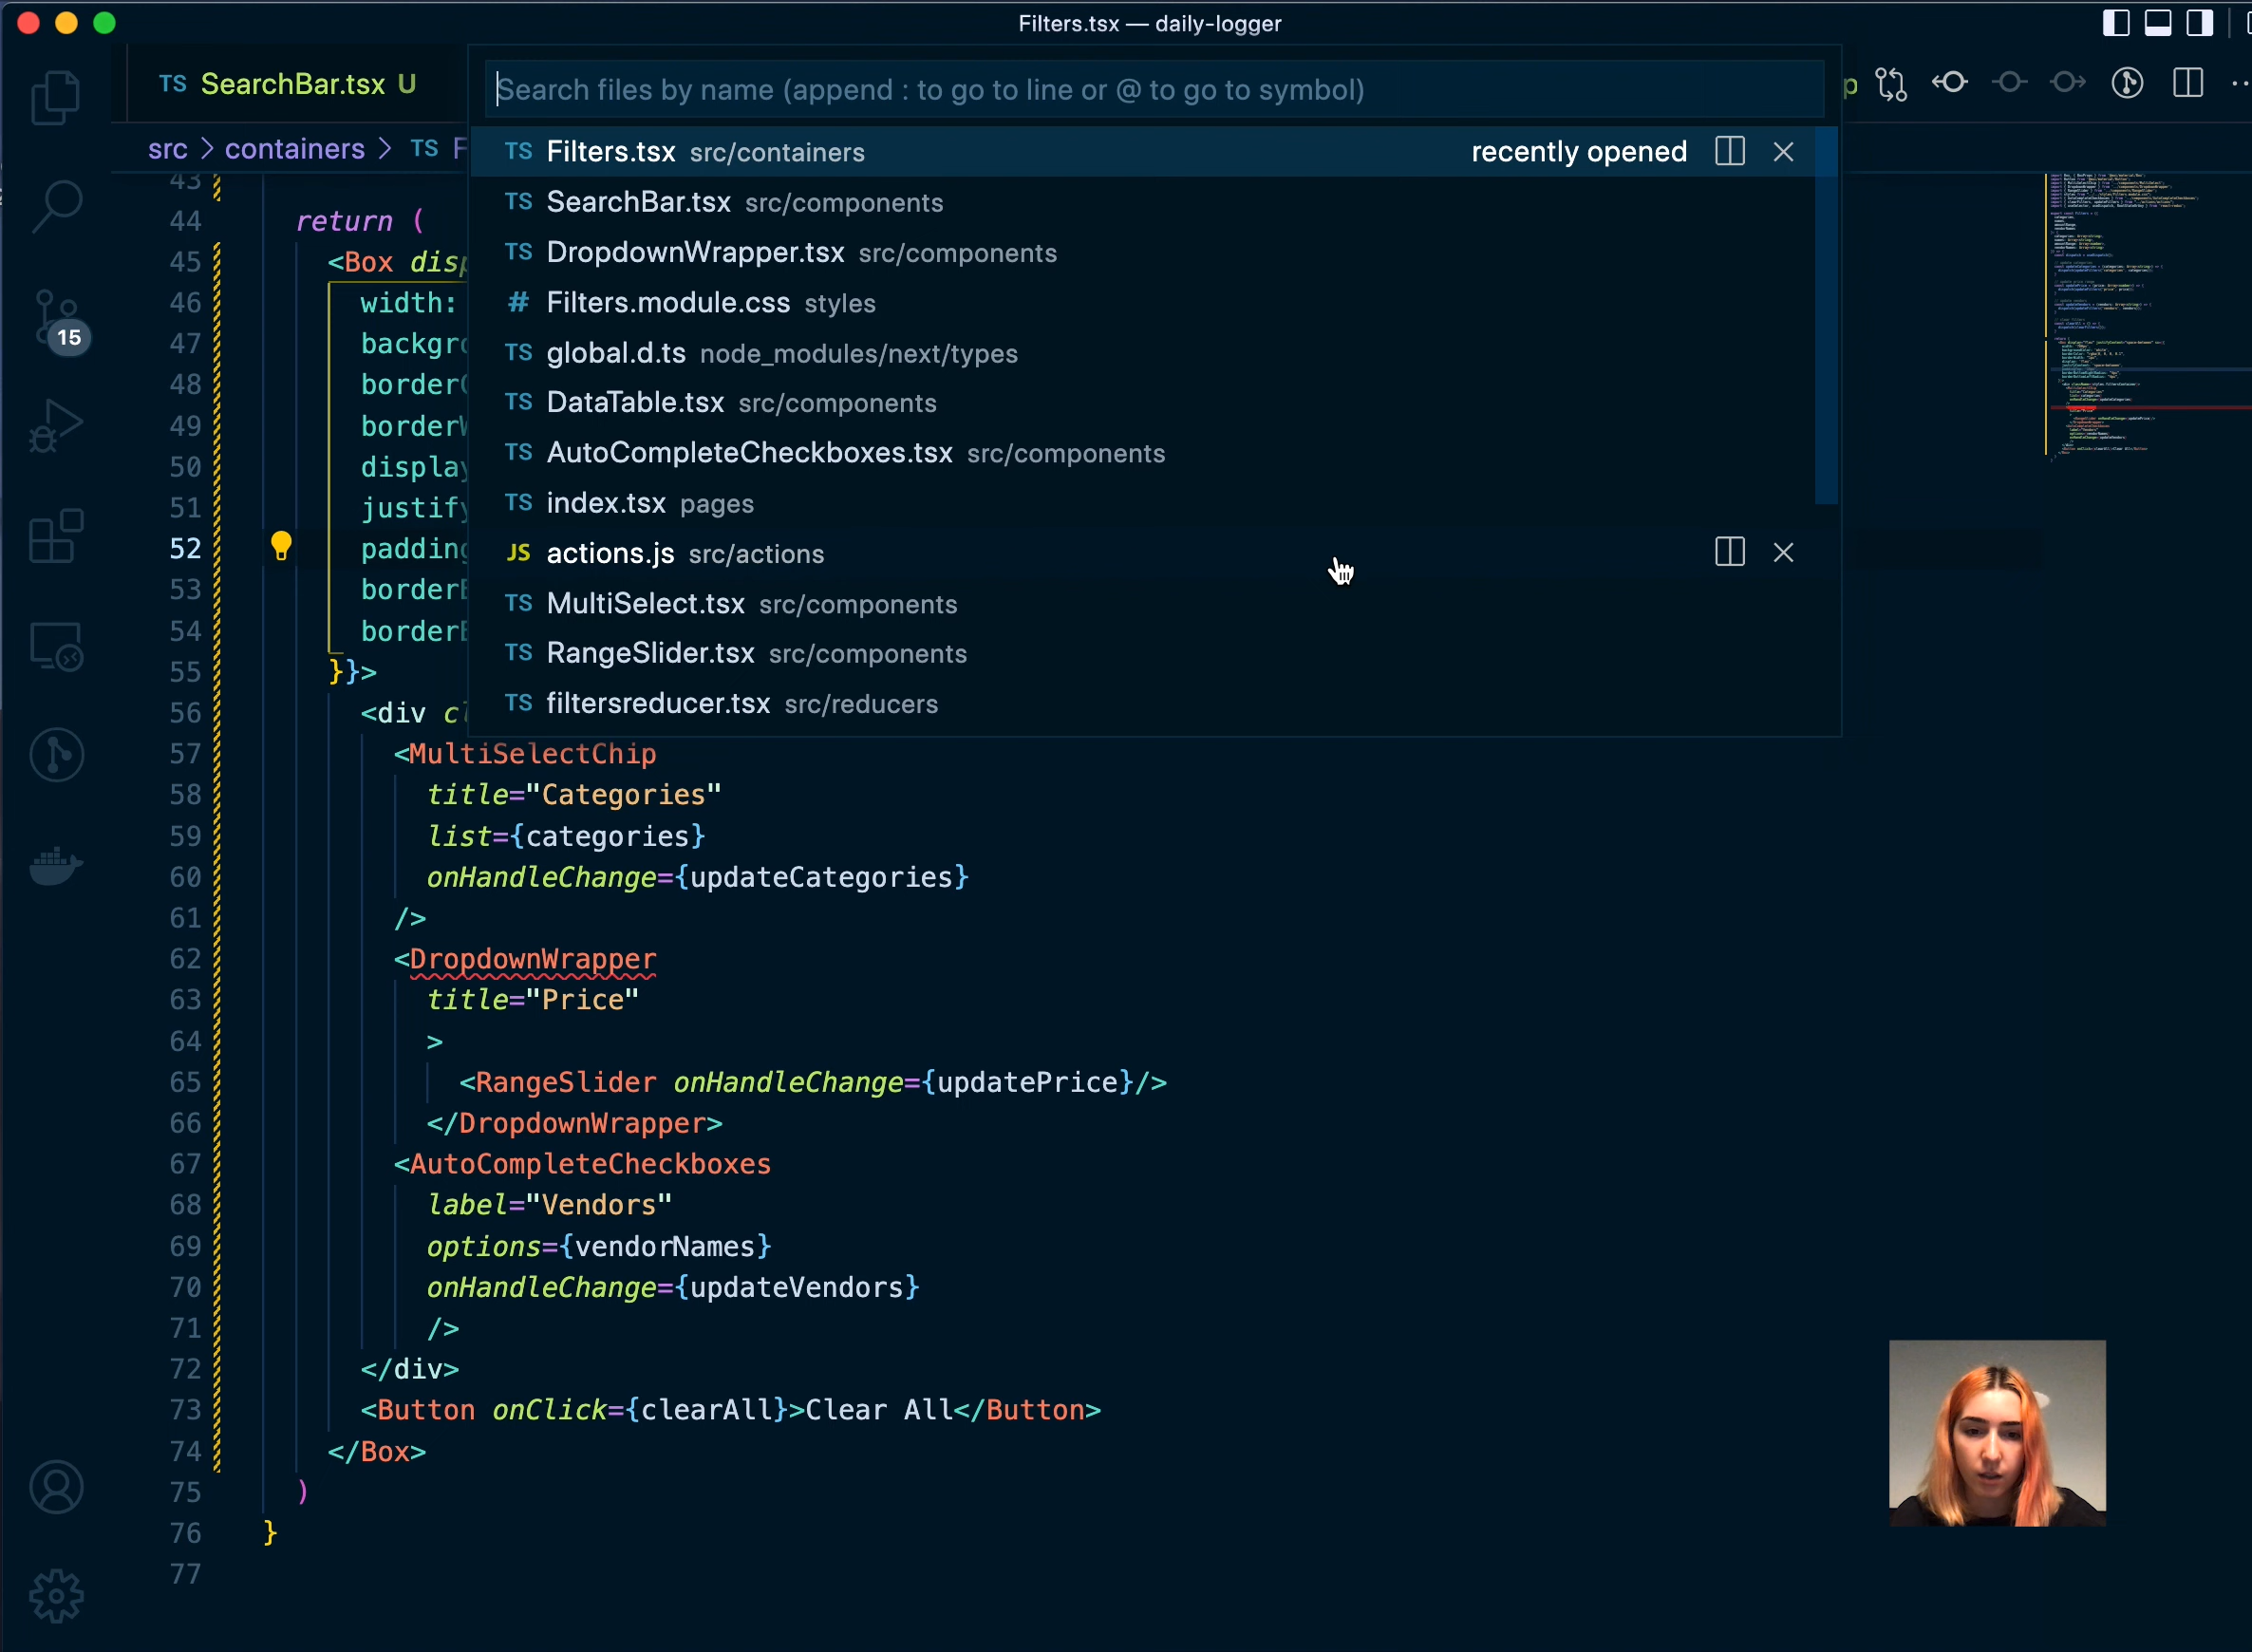 Filters.tsx — daily-logger
TS SearchBar.tsx U
Search files by name (append : to go to line or @ to go to symbol)
src > containers > TS F
TS Filters.tsx src/containers recently opened
TS SearchBar.tsx src/components
TS DropdownWrapper.tsx src/components
# Filters.module.css styles
TS global.d.ts node_modules/next/types
TS DataTable.tsx src/components
TS AutoCompleteCheckboxes.tsx src/components
TS index.tsx pages
JS actions.js src/actions
TS MultiSelect.tsx src/components
TS RangeSlider.tsx src/components
TS filtersreducer.tsx src/reducers
15
43
44 return (
45 <Box disp
46 width:
47 backgro
48 border
49 border
50 display
51 justify
52 padding
53 border
54 border
55 }}>
56 <div cl
57 <MultiSelectChip
58 title="Categories"
59 list={categories}
60 onHandleChange={updateCategories}
61 />
62 <DropdownWrapper
63 title="Price"
64 >
65 <RangeSlider onHandleChange={updatePrice}/>
66 </DropdownWrapper>
67 <AutoCompleteCheckboxes
68 label="Vendors"
69 options={vendorNames}
70 onHandleChange={updateVendors}
71 />
72 </div>
73 <Button onClick={clearAll}>Clear All</Button>
74 </Box>
75 )
76 }
77